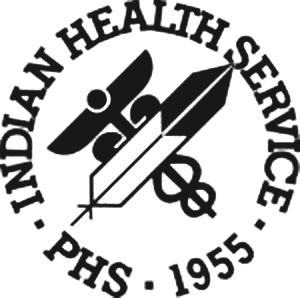 INDIAN HEALTH SERVICE
· PHS · 1955 ·